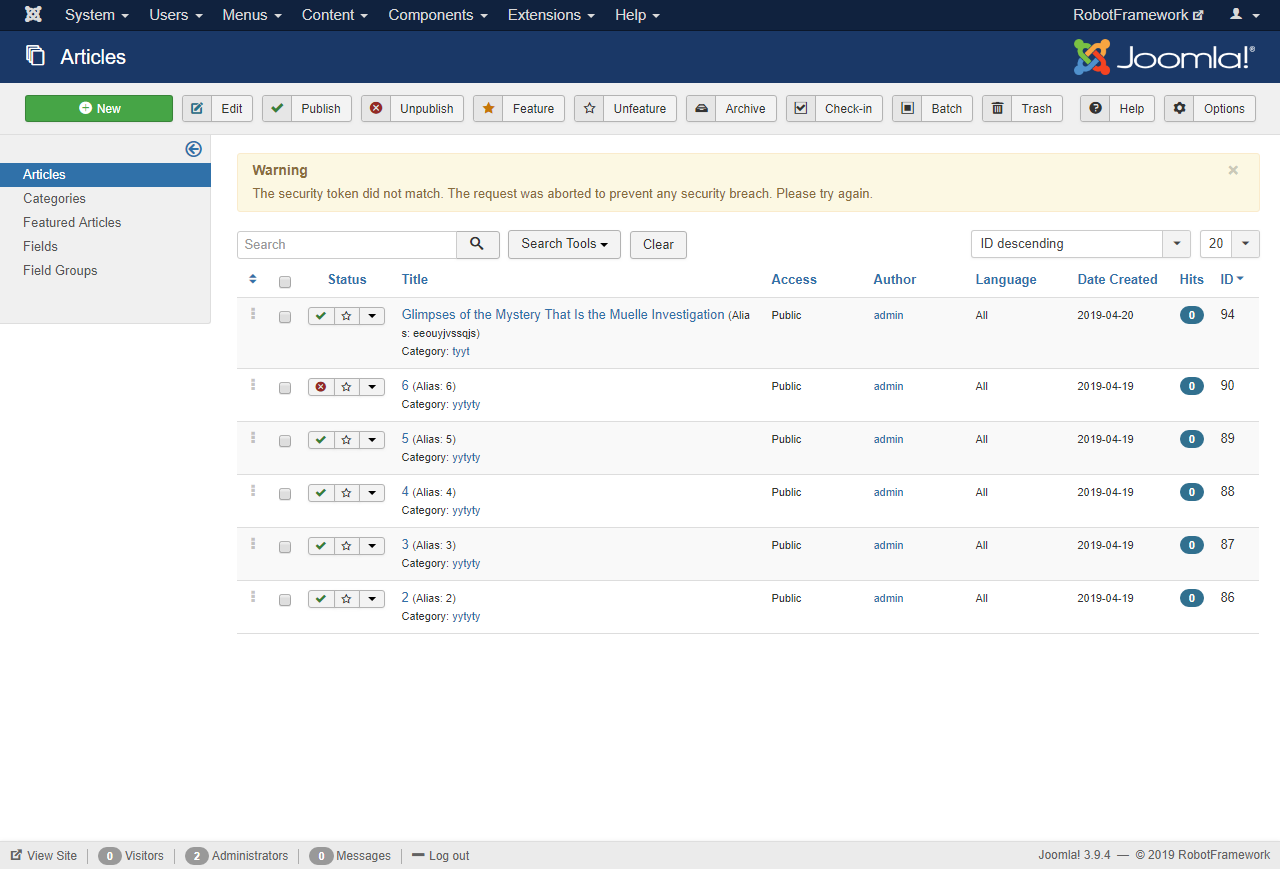 System Users Menus Content Components Extensions Help RobotFramework
Articles Joomla!®
New Edit Publish Unpublish Feature Unfeature Archive Check-in Batch Trash Help Options
Articles
Categories
Featured Articles
Fields
Field Groups
Warning ×
The security token did not match. The request was aborted to prevent any security breach. Please try again.
Search Search Tools Clear ID descending 20
Status Title Access Author Language Date Created Hits ID
Glimpses of the Mystery That Is the Muelle Investigation (Alia Public admin All 2019-04-20 0 94
s: eeouyjvssqjs)
Category: tyyt
6 (Alias: 6) Public admin All 2019-04-19 0 90
Category: yytyty
5 (Alias: 5) Public admin All 2019-04-19 0 89
Category: yytyty
4 (Alias: 4) Public admin All 2019-04-19 0 88
Category: yytyty
3 (Alias: 3) Public admin All 2019-04-19 0 87
Category: yytyty
2 (Alias: 2) Public admin All 2019-04-19 0 86
Category: yytyty
View Site 0 Visitors 2 Administrators 0 Messages Log out Joomla! 3.9.4 — © 2019 RobotFramework